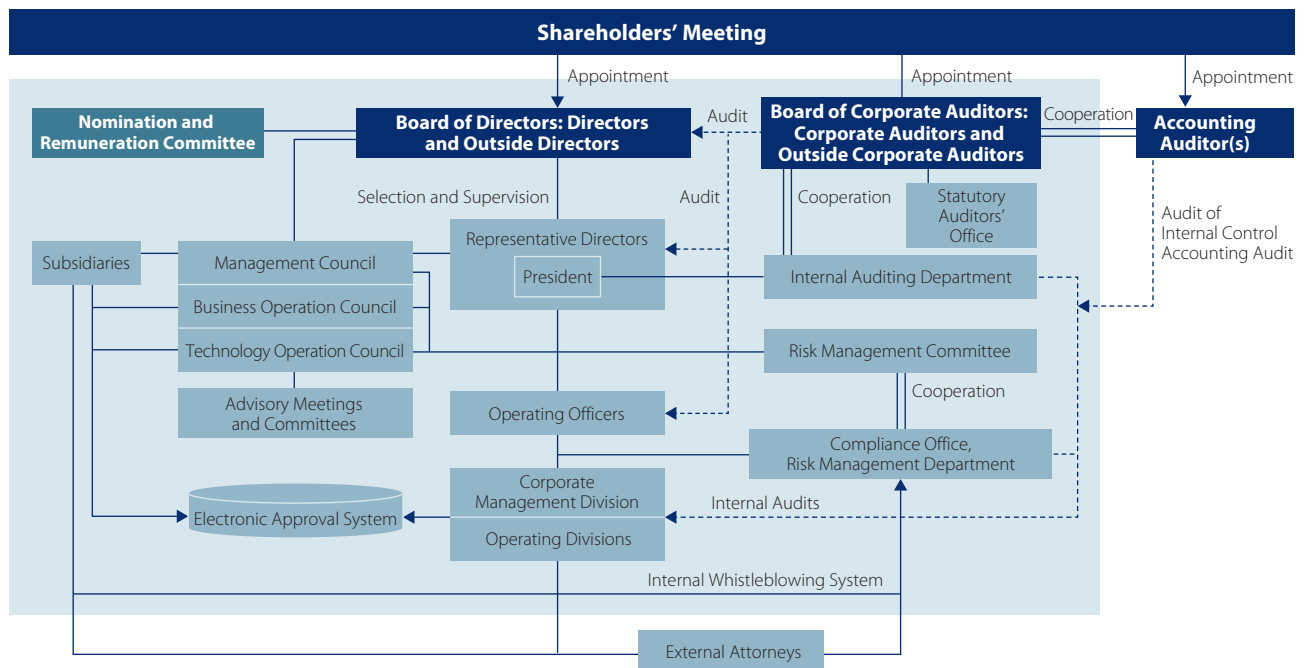 Shareholders’ Meeting
Appointment
Appointment
Appointment
Nomination and
Remuneration Committee
Board of Directors: Directors
and Outside Directors
Audit
Board of Corporate Auditors:
Corporate Auditors and
Outside Corporate Auditors
Cooperation
Accounting
Auditor(s)
Selection and Supervision
Audit
Cooperation
Statutory
Auditors’
Office
Audit of
Internal Control
Accounting Audit
Subsidiaries
Management Council
Representative Directors
President
Internal Auditing Department
Business Operation Council
Technology Operation Council
Risk Management Committee
Advisory Meetings
and Committees
Operating Officers
Cooperation
Compliance Office,
Risk Management Department
Electronic Approval System
Corporate
Management Division
Operating Divisions
Internal Audits
Internal Whistleblowing System
External Attorneys